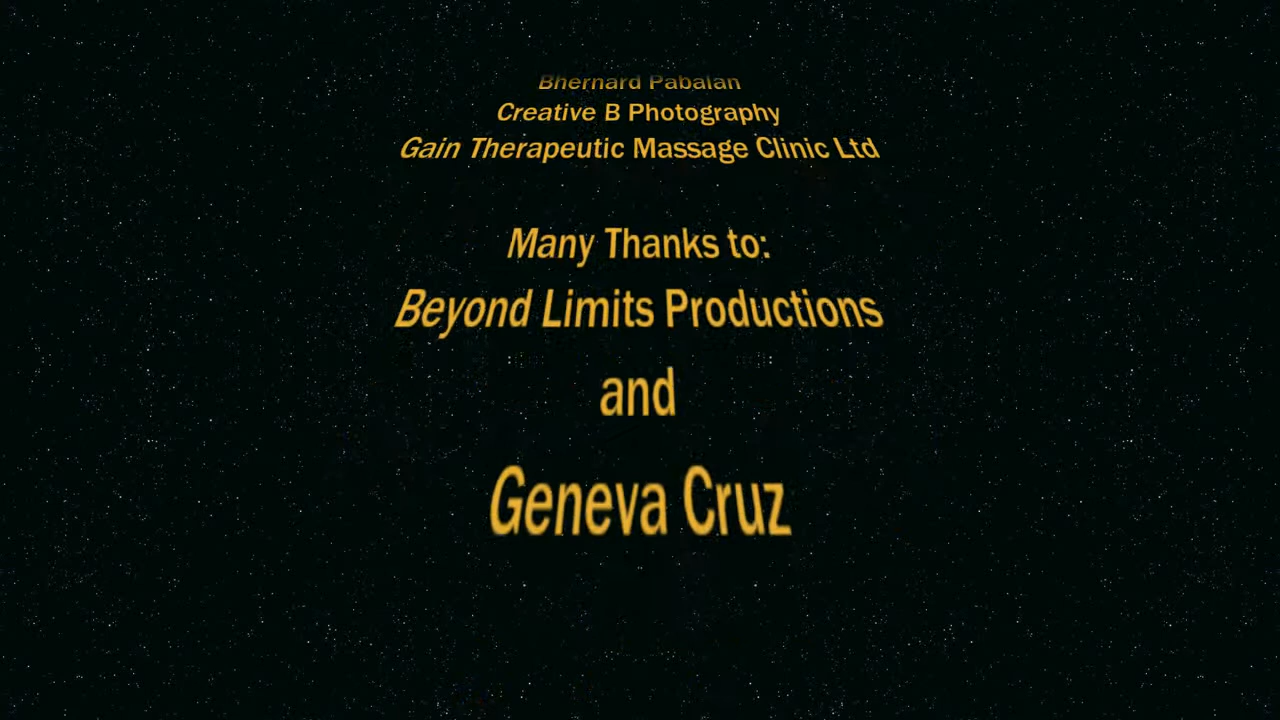 Bhernard Pabalan
Creative B Photography
Gain Therapeutic Massage Clinic Ltd
Many Thanks to:
Beyond Limits Productions
and
Geneva Cruz